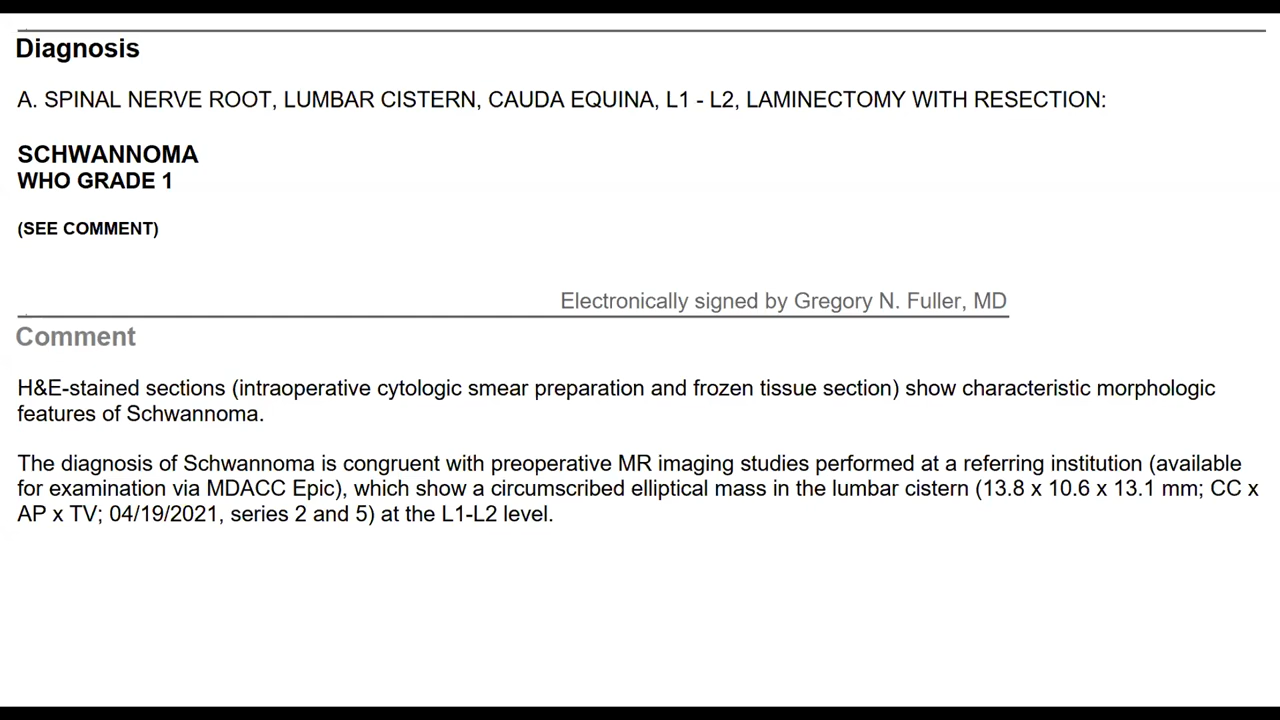 Diagnosis
A. SPINAL NERVE ROOT, LUMBAR CISTERN, CAUDA EQUINA, L1 - L2, LAMINECTOMY WITH RESECTION:
SCHWANNOMA
WHO GRADE 1
(SEE COMMENT)
Electronically signed by Gregory N. Fuller, MD
Comment
H&E-stained sections (intraoperative cytologic smear preparation and frozen tissue section) show characteristic morphologic
features of Schwannoma.
The diagnosis of Schwannoma is congruent with preoperative MR imaging studies performed at a referring institution (available
for examination via MDACC Epic), which show a circumscribed elliptical mass in the lumbar cistern (13.8 x 10.6 x 13.1 mm; CC x
AP x TV; 04/19/2021, series 2 and 5) at the L1-L2 level.